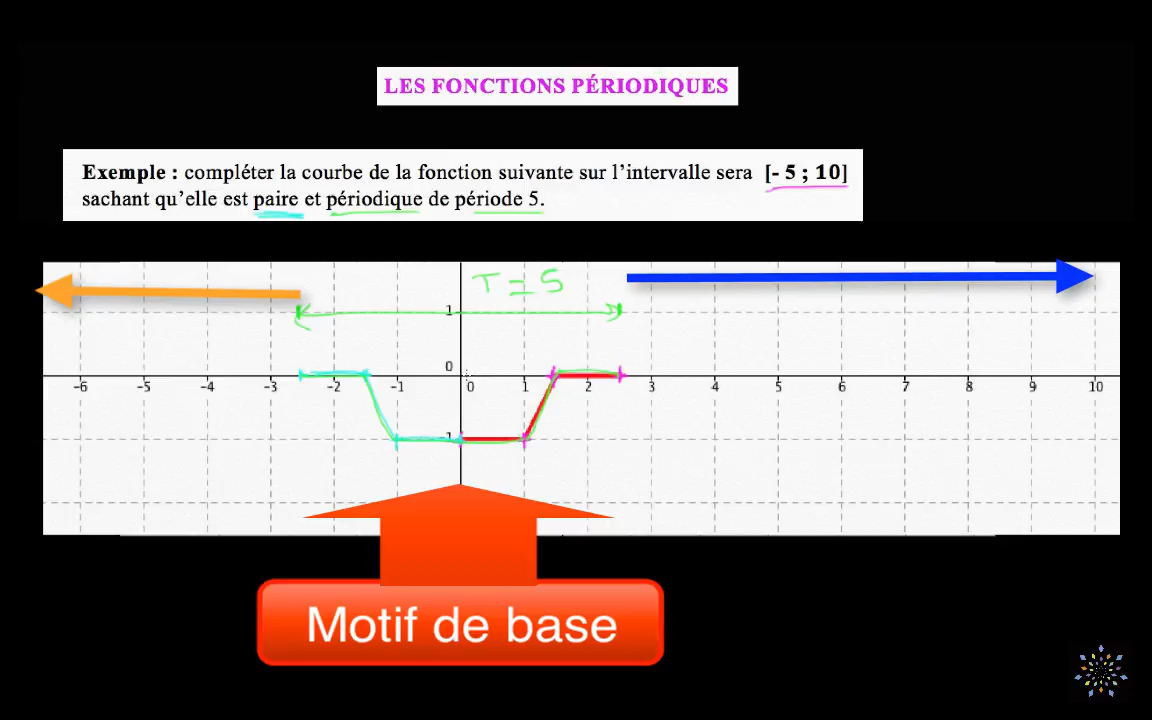 LES FONCTIONS PÉRIODIQUES
Exemple : compléter la courbe de la fonction suivante sur l'intervalle sera [- 5 ; 10]
sachant qu'elle est paire et périodique de période 5.
T = 5
1
0
-6 -5 -4 -3 -2 -1 0 1 2 3 4 5 6 7 8 9 10
-1
Motif de base